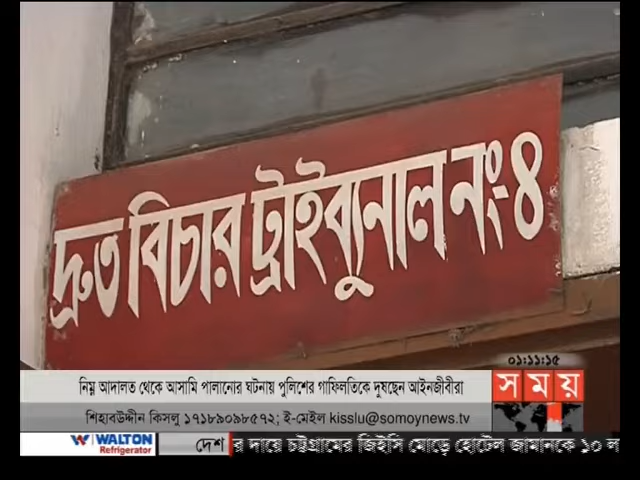 দ্রুত বিচার ট্রাইব্যুনাল নং-৪
০১:১১:১৫
নিম্ন আদালত থেকে আসামি পালানোর ঘটনায় পুলিশের গাফিলতিকে দুষছেন আইনজীবীরা
সময়
শিহাবউদ্দীন কিসলু ১৭১৮৯০৯৮৫৭২; ই-মেইল kisslu@somoynews.tv
WALTON
Refrigerator
দেশ র দায়ে চট্টগ্রামের জিইসি মোড়ে হোটেল জামানকে ১০ ল